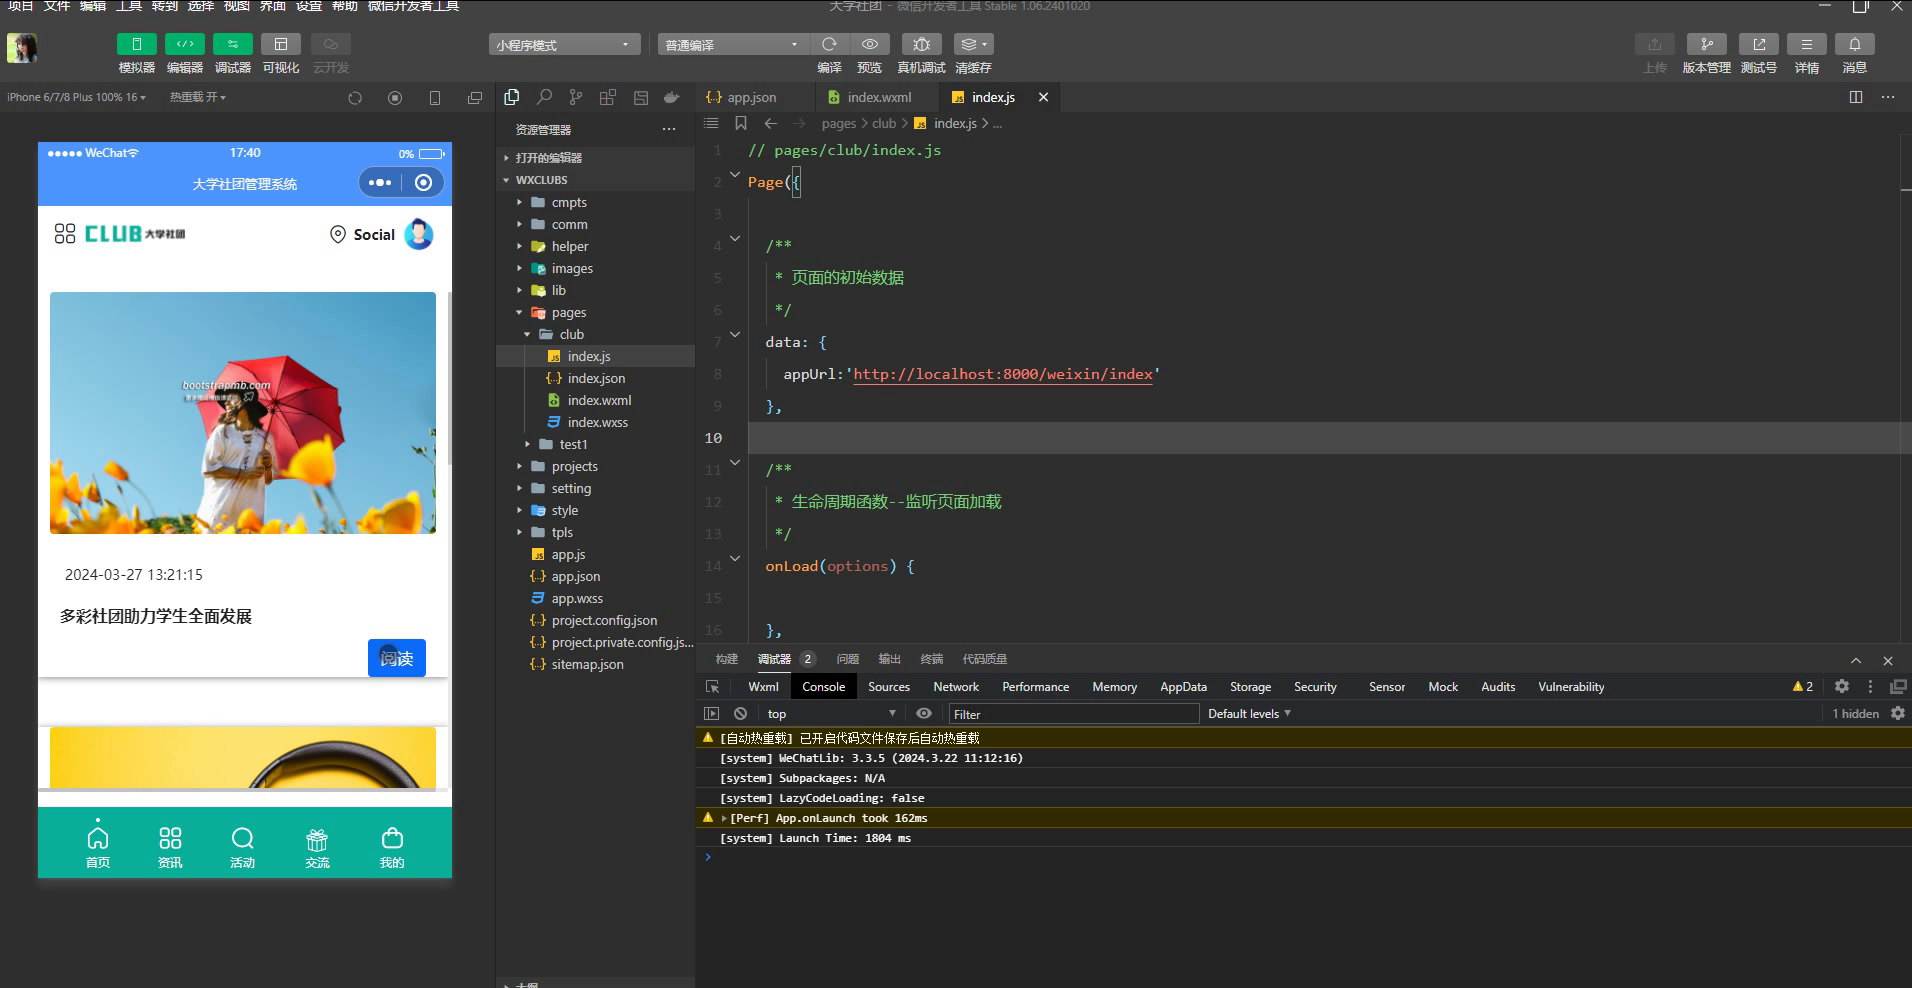 项目 文件 编辑 工具 转到 选择 视图 界面 设置 帮助 微信开发者工具
大学社团 - 微信开发者工具 Stable 1.06.2401020
小程序模式
普通编译
模拟器 编辑器 调试器 可视化 云开发
编译 预览 真机调试 清缓存
上传 版本管理 测试号 详情 消息
iPhone 6/7/8 Plus 100% 16
热重载 开
WeChat
17:40
0%
大学社团管理系统
CLUB 大学社团
Social
bootstrapmb.com
2024-03-27 13:21:15
多彩社团助力学生全面发展
阅读
首页 资讯 活动 交流 我的
资源管理器
打开的编辑器
WXCLUBS
cmpts
comm
helper
images
lib
pages
club
index.js
index.json
index.wxml
index.wxss
test1
projects
setting
style
tpls
app.js
app.json
app.wxss
project.config.json
project.private.config.js...
sitemap.json
大纲
app.json
index.wxml
index.js
pages > club > index.js > ...
1 // pages/club/index.js
2 Page({
3
4 /**
5 * 页面的初始数据
6 */
7 data: {
8 appUrl:'http://localhost:8000/weixin/index'
9 },
10
11 /**
12 * 生命周期函数--监听页面加载
13 */
14 onLoad(options) {
15
16 },
构建 调试器 2 问题 输出 终端 代码质量
Wxml Console Sources Network Performance Memory AppData Storage Security Sensor Mock Audits Vulnerability 2
top Filter Default levels 1 hidden
[自动热重载] 已开启代码文件保存后自动热重载
[system] WeChatLib: 3.3.5 (2024.3.22 11:12:16)
[system] Subpackages: N/A
[system] LazyCodeLoading: false
[Perf] App.onLaunch took 162ms
[system] Launch Time: 1804 ms